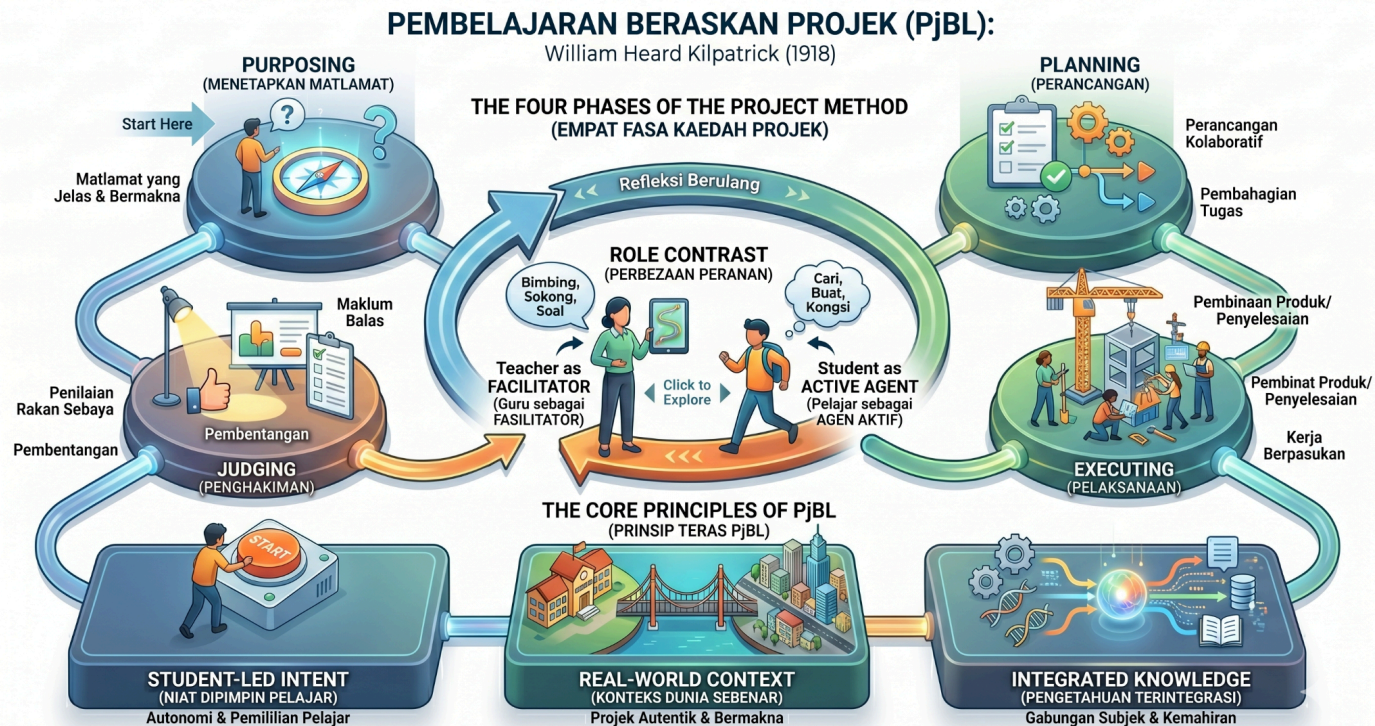 PEMBELAJARAN BERASKAN PROJEK (PjBL):
William Heard Kilpatrick (1918)
PURPOSING
(MENETAPKAN MATLAMAT)
Start Here
?
?
Matlamat yang
Jelas & Bermakna
THE FOUR PHASES OF THE PROJECT METHOD
(EMPAT FASA KAEDAH PROJEK)
PLANNING
(PERANCANGAN)
Perancangan
Kolaboratif
Pembahagian
Tugas
Refleksi Berulang
ROLE CONTRAST
(PERBEZAAN PERANAN)
Bimbing,
Sokong,
Soal
Cari,
Buat,
Kongsi
Teacher as
FACILITATOR
(Guru sebagai
FASILITATOR)
Click to
Explore
Student as
ACTIVE AGENT
(Pelajar sebagai
AGEN AKTIF)
Maklum
Balas
Penilaian
Rakan Sebaya
Pembentangan
Pembentangan
JUDGING
(PENGHAKIMAN)
Pembinaan Produk/
Penyelesaian
Pembinat Produk/
Penyelesaian
Kerja
Berpasukan
EXECUTING
(PELAKSANAAN)
THE CORE PRINCIPLES OF PjBL
(PRINSIP TERAS PjBL)
START
STUDENT-LED INTENT
(NIAT DIPIMPIN PELAJAR)
Autonomi & Pemililian Pelajar
REAL-WORLD CONTEXT
(KONTEKS DUNIA SEBENAR)
Projek Autentik & Bermakna
INTEGRATED KNOWLEDGE
(PENGETAHUAN TERINTEGRASI)
Gabungan Subjek & Kemahiran